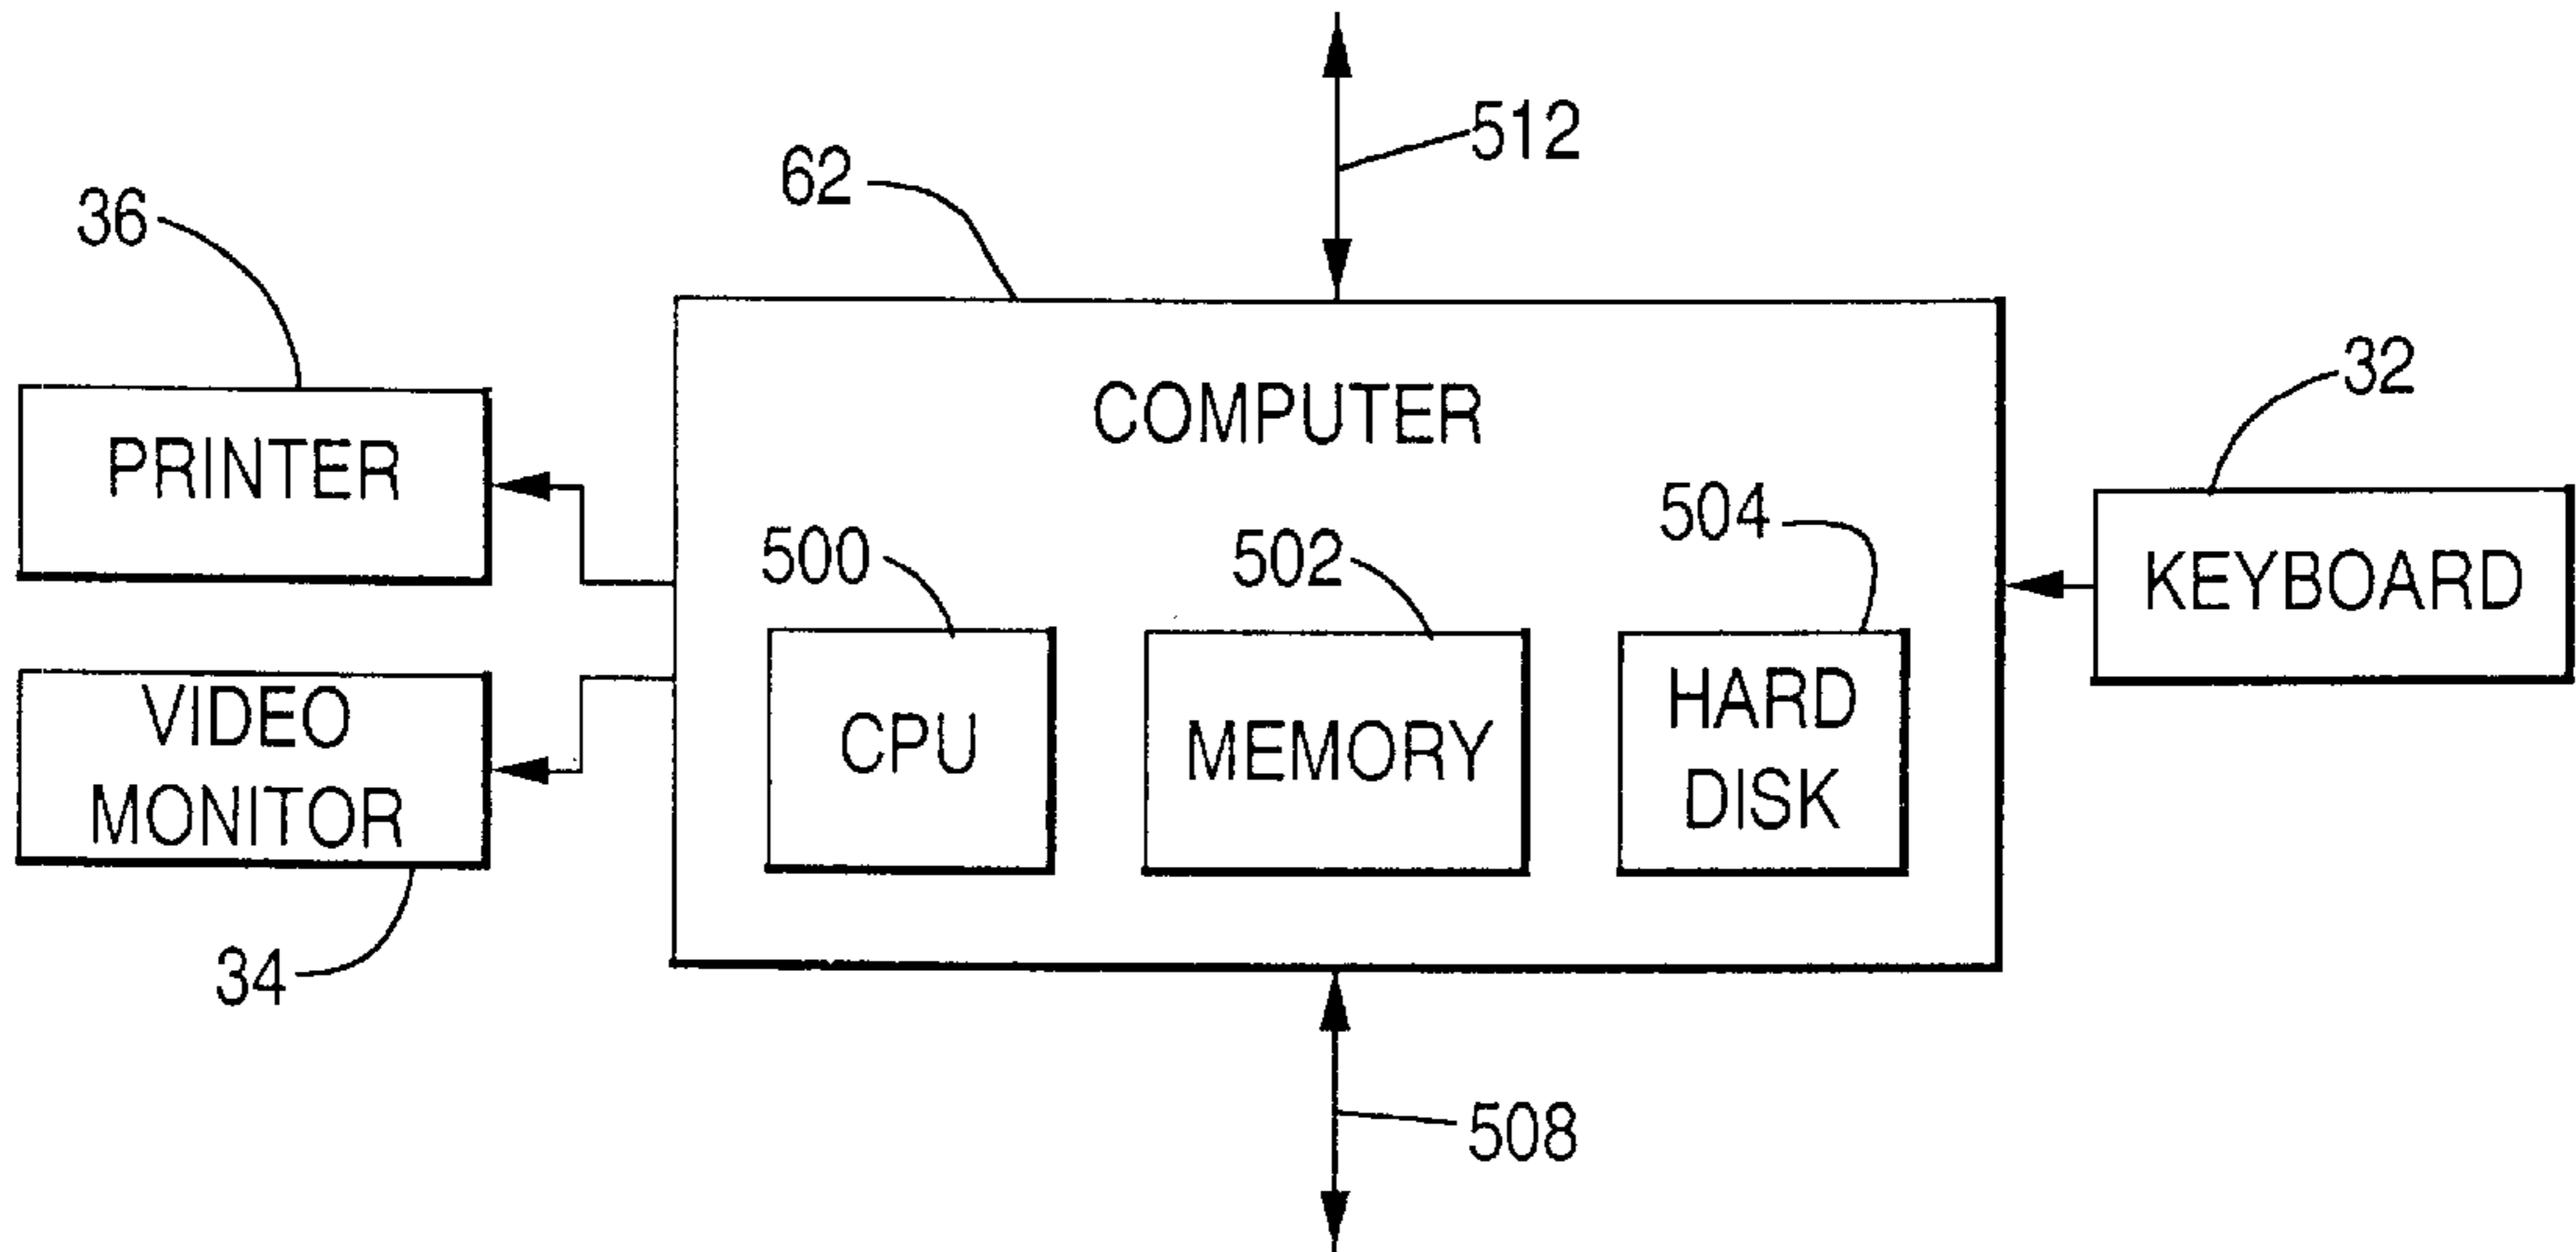 512
62
36
32
COMPUTER
PRINTER
504
500
502
KEYBOARD
VIDEO
MONITOR
CPU
MEMORY
HARD
DISK
34
508